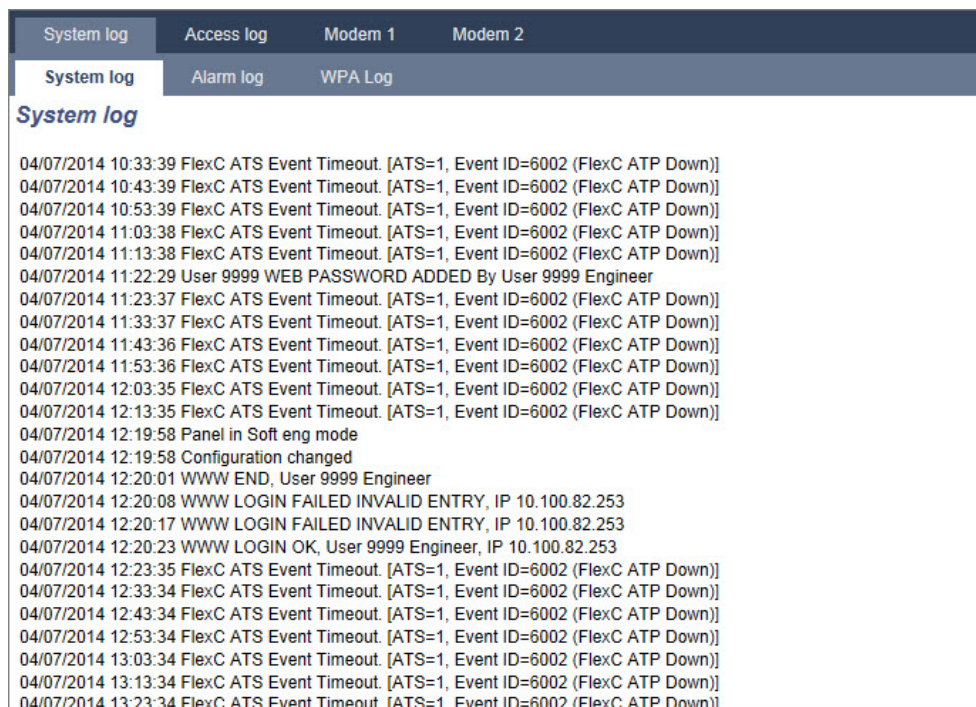 System log Access log Modem 1 Modem 2
System log Alarm log WPA Log
System log
04/07/2014 10:33:39 FlexC ATS Event Timeout. [ATS=1, Event ID=6002 (FlexC ATP Down)]
04/07/2014 10:43:39 FlexC ATS Event Timeout. [ATS=1, Event ID=6002 (FlexC ATP Down)]
04/07/2014 10:53:39 FlexC ATS Event Timeout. [ATS=1, Event ID=6002 (FlexC ATP Down)]
04/07/2014 11:03:38 FlexC ATS Event Timeout. [ATS=1, Event ID=6002 (FlexC ATP Down)]
04/07/2014 11:13:38 FlexC ATS Event Timeout. [ATS=1, Event ID=6002 (FlexC ATP Down)]
04/07/2014 11:22:29 User 9999 WEB PASSWORD ADDED By User 9999 Engineer
04/07/2014 11:23:37 FlexC ATS Event Timeout. [ATS=1, Event ID=6002 (FlexC ATP Down)]
04/07/2014 11:33:37 FlexC ATS Event Timeout. [ATS=1, Event ID=6002 (FlexC ATP Down)]
04/07/2014 11:43:36 FlexC ATS Event Timeout. [ATS=1, Event ID=6002 (FlexC ATP Down)]
04/07/2014 11:53:36 FlexC ATS Event Timeout. [ATS=1, Event ID=6002 (FlexC ATP Down)]
04/07/2014 12:03:35 FlexC ATS Event Timeout. [ATS=1, Event ID=6002 (FlexC ATP Down)]
04/07/2014 12:13:35 FlexC ATS Event Timeout. [ATS=1, Event ID=6002 (FlexC ATP Down)]
04/07/2014 12:19:58 Panel in Soft eng mode
04/07/2014 12:19:58 Configuration changed
04/07/2014 12:20:01 WWW END, User 9999 Engineer
04/07/2014 12:20:08 WWW LOGIN FAILED INVALID ENTRY, IP 10.100.82.253
04/07/2014 12:20:17 WWW LOGIN FAILED INVALID ENTRY, IP 10.100.82.253
04/07/2014 12:20:23 WWW LOGIN OK, User 9999 Engineer, IP 10.100.82.253
04/07/2014 12:23:35 FlexC ATS Event Timeout. [ATS=1, Event ID=6002 (FlexC ATP Down)]
04/07/2014 12:33:34 FlexC ATS Event Timeout. [ATS=1, Event ID=6002 (FlexC ATP Down)]
04/07/2014 12:43:34 FlexC ATS Event Timeout. [ATS=1, Event ID=6002 (FlexC ATP Down)]
04/07/2014 12:53:34 FlexC ATS Event Timeout. [ATS=1, Event ID=6002 (FlexC ATP Down)]
04/07/2014 13:03:34 FlexC ATS Event Timeout. [ATS=1, Event ID=6002 (FlexC ATP Down)]
04/07/2014 13:13:34 FlexC ATS Event Timeout. [ATS=1, Event ID=6002 (FlexC ATP Down)]
04/07/2014 13:23:34 FlexC ATS Event Timeout. [ATS=1, Event ID=6002 (FlexC ATP Down)]